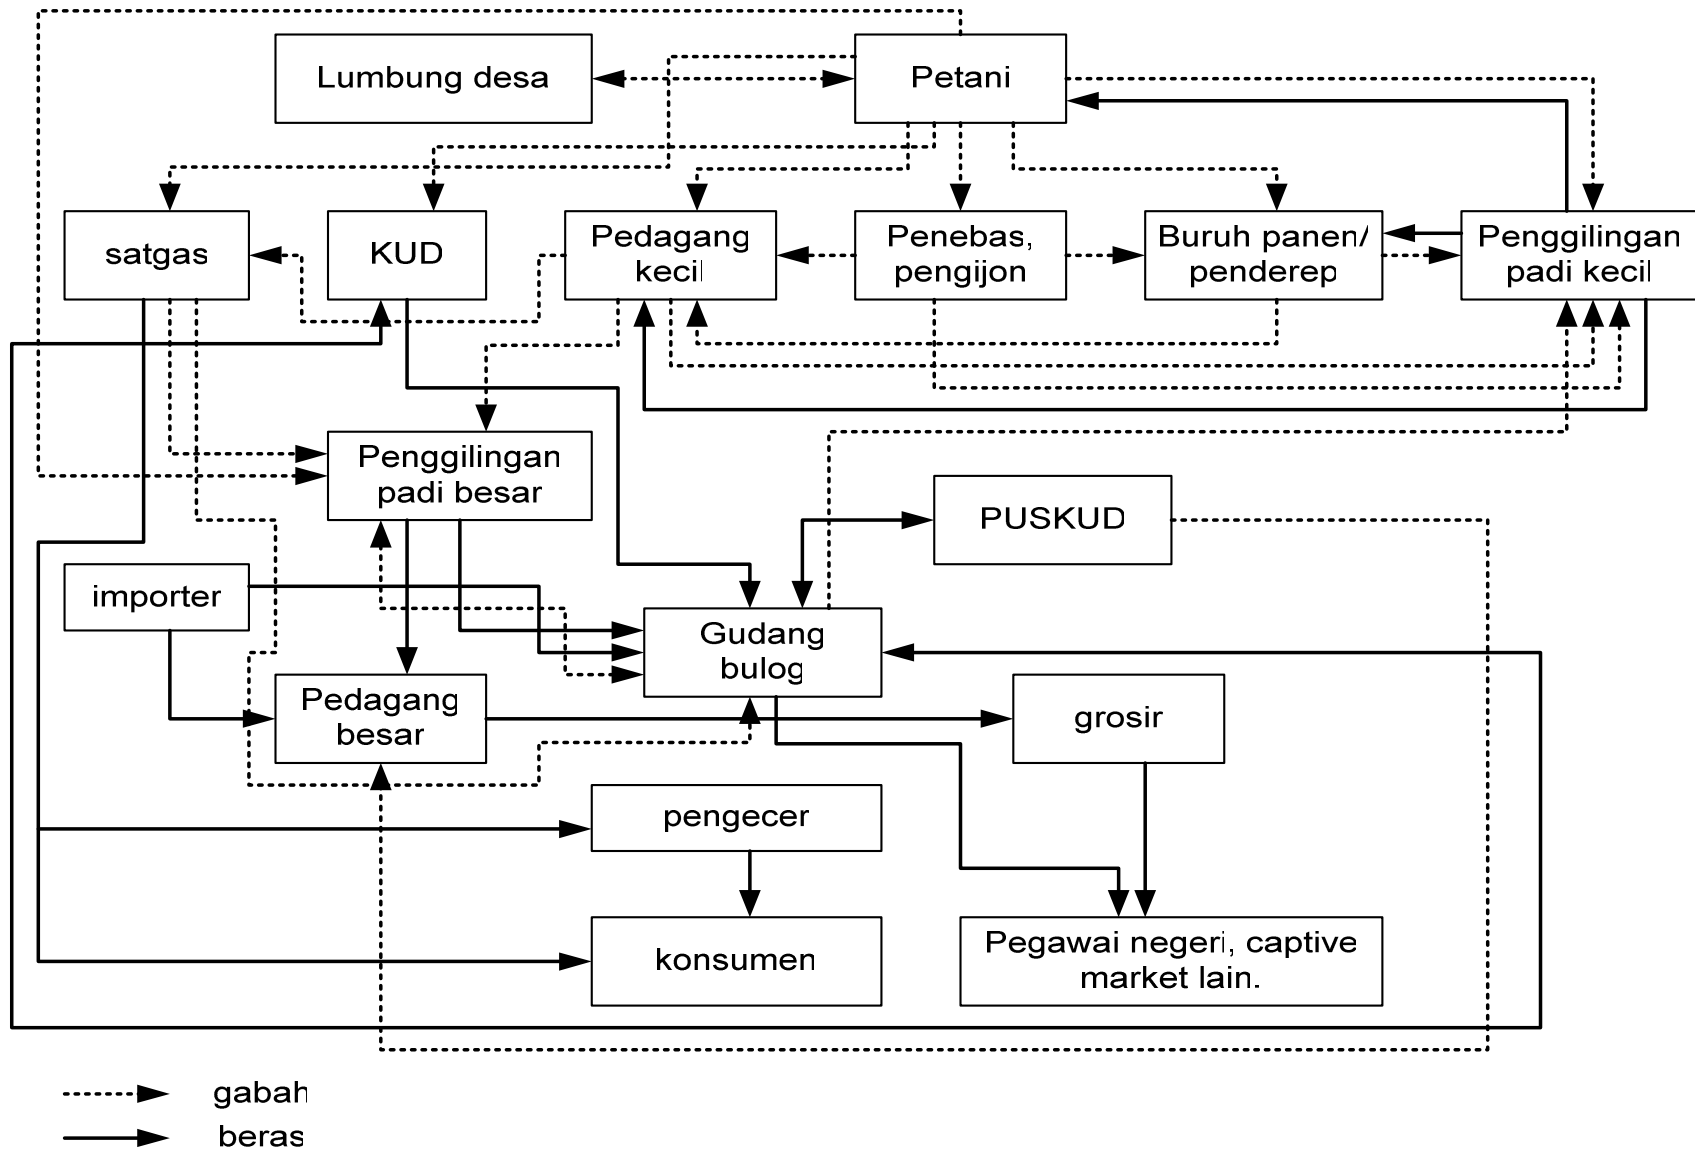 Lumbung desa
Petani
satgas
KUD
Pedagang
kecil
Penebas,
pengijon
Buruh panen/
penderep
Penggilingan
padi kecil
Penggilingan
padi besar
PUSKUD
importer
Gudang
bulog
Pedagang
besar
grosir
pengecer
konsumen
Pegawai negeri, captive
market lain.
gabah
beras